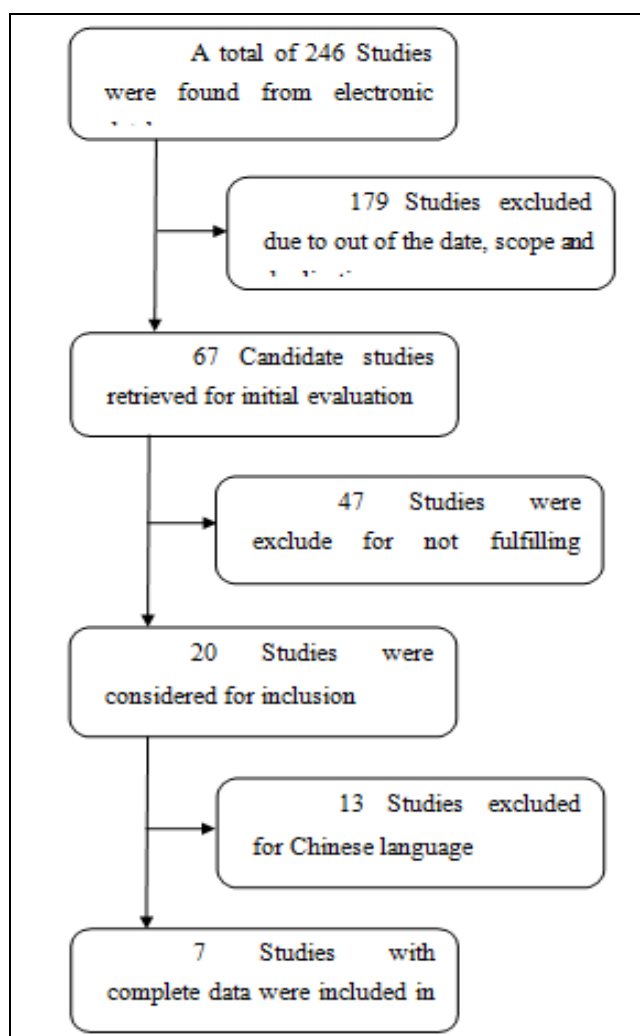 A total of 246 Studies
were found from electronic
179 Studies excluded
due to out of the date, scope and
67 Candidate studies
retrieved for initial evaluation
47 Studies were
exclude for not fulfilling
20 Studies were
considered for inclusion
13 Studies excluded
for Chinese language
7 Studies with
complete data were included in